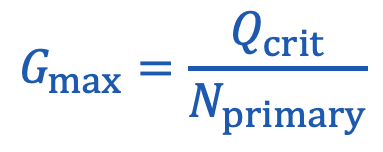 G_max = Q_crit / N_primary